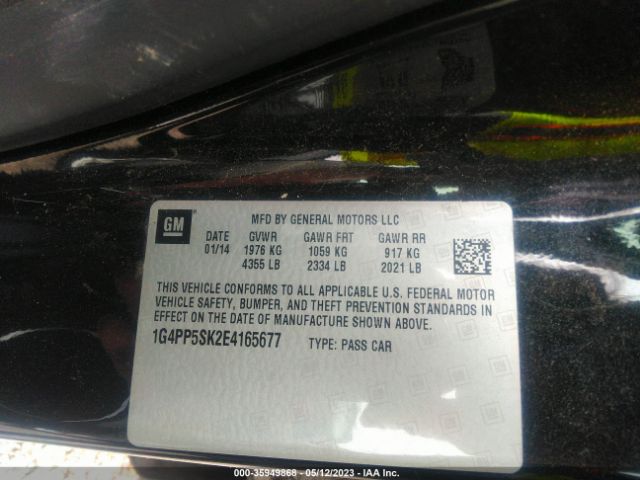 GM
MFD BY GENERAL MOTORS LLC
DATE GVWR GAWR FRT GAWR RR
01/14 1976 KG 1059 KG 917 KG
4355 LB 2334 LB 2021 LB
THIS VEHICLE CONFORMS TO ALL APPLICABLE U.S. FEDERAL MOTOR
VEHICLE SAFETY, BUMPER, AND THEFT PREVENTION STANDARDS IN
EFFECT ON THE DATE OF MANUFACTURE SHOWN ABOVE.
1G4PP5SK2E4165677 TYPE: PASS CAR
000-35949868 - 05/12/2023 - IAA Inc.